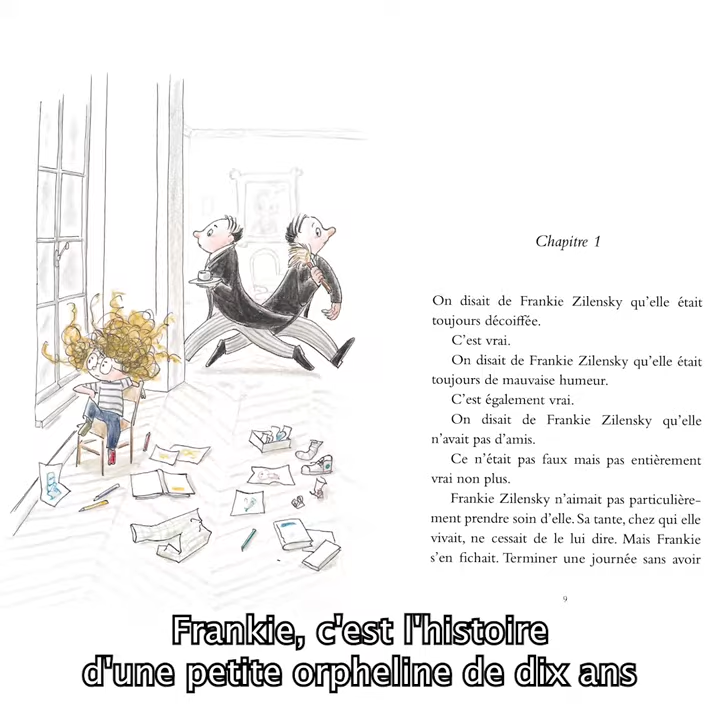 Chapitre 1
On disait de Frankie Zilensky qu'elle était
toujours décoiffée.
C'est vrai.
On disait de Frankie Zilensky qu'elle était
toujours de mauvaise humeur.
C'est également vrai.
On disait de Frankie Zilensky qu'elle
n'avait pas d'amis.
Ce n'était pas faux mais pas entièrement
vrai non plus.
Frankie Zilensky n'aimait pas particulière-
ment prendre soin d'elle. Sa tante, chez qui elle
vivait, ne cessait de le lui dire. Mais Frankie
s'en fichait. Terminer une journée sans avoir
9
Frankie, c'est l'histoire
d'une petite orpheline de dix ans